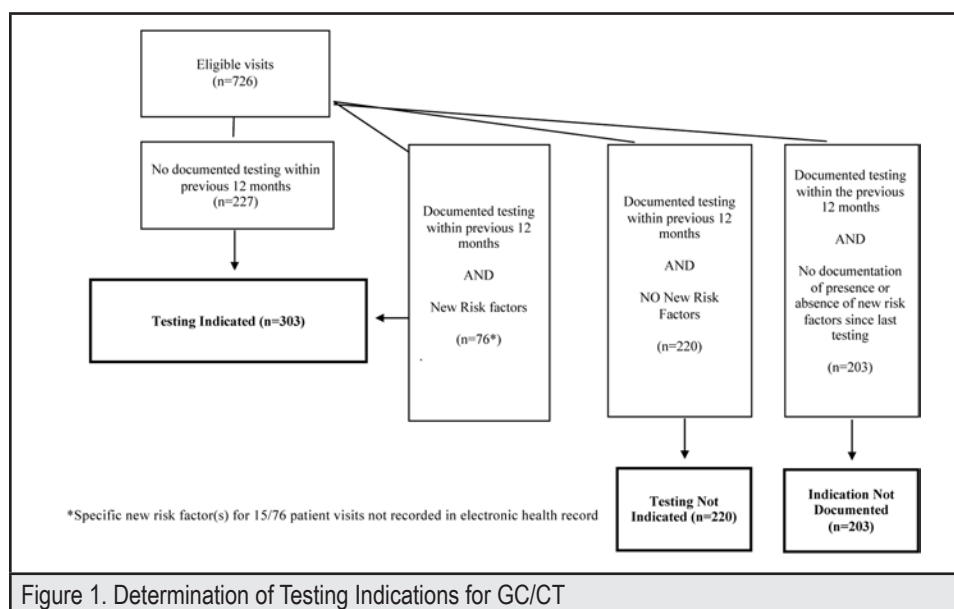 Eligible visits
(n=726)
No documented testing within
previous 12 months
(n=227)
Testing Indicated (n=303)
Documented testing
within previous 12
months
AND
New Risk factors
(n=76*)
.
Documented testing
within previous 12
months
AND
NO New Risk
Factors
(n=220)
Documented testing
within the previous
12 months
AND
No documentation
of presence or
absence of new risk
factors since last
testing
(n=203)
Testing Not
Indicated (n=220)
Indication Not
Documented
(n=203)
*Specific new risk factor(s) for 15/76 patient visits not recorded in electronic health record
Figure 1. Determination of Testing Indications for GC/CT